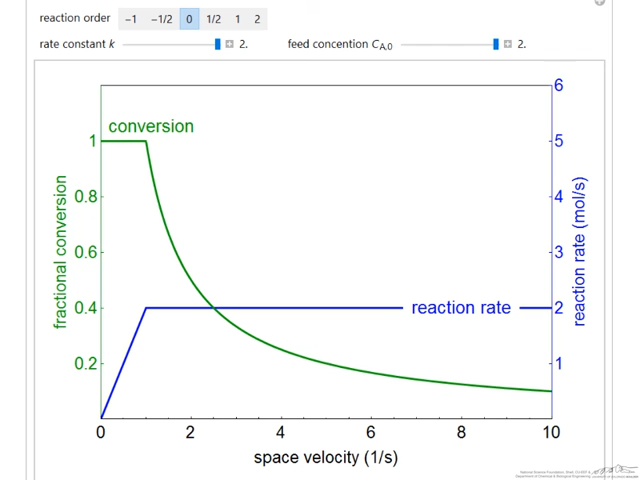 reaction order −1 −1/2 0 1/2 1 2
rate constant k 2. feed concention CA,0 2.
6
conversion
1 5
0.8 4
0.6 3
0.4 reaction rate 2
0.2 1
fractional conversion
reaction rate (mol/s)
0 2 4 6 8 10
space velocity (1/s)